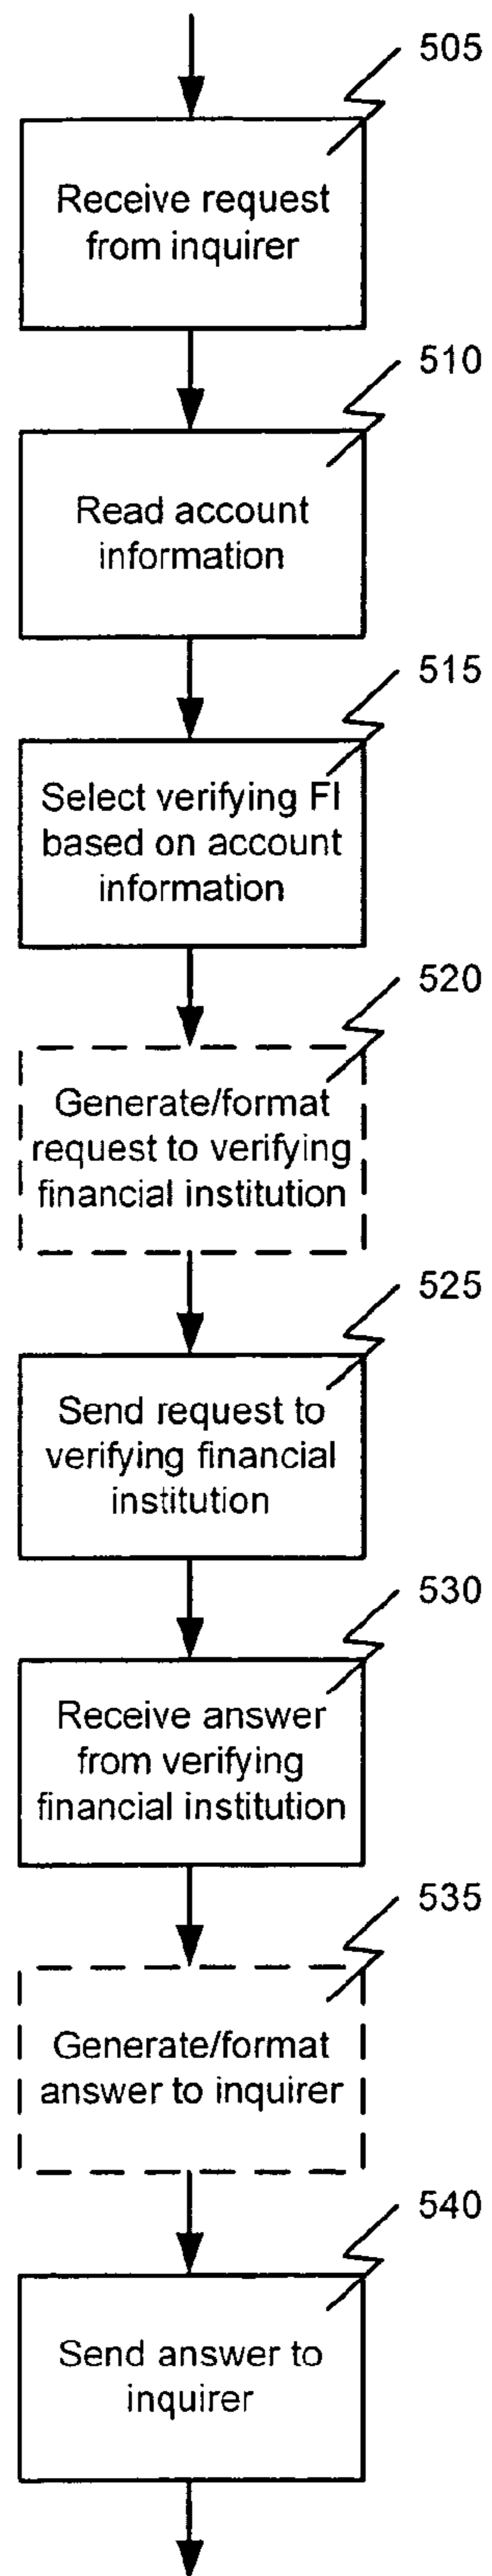 505
Receive request
from inquirer
510
Read account
information
515
Select verifying FI
based on account
information
520
Generate/format
request to verifying
financial institution
525
Send request to
verifying financial
institution
530
Receive answer
from verifying
financial institution
535
Generate/format
answer to inquirer
540
Send answer to
inquirer